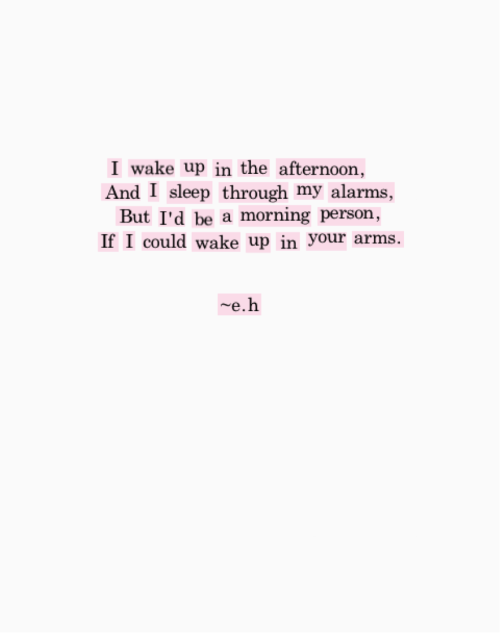 I wake up in the afternoon,
And I sleep through my alarms,
But I'd be a morning person,
If I could wake up in your arms.
~e.h